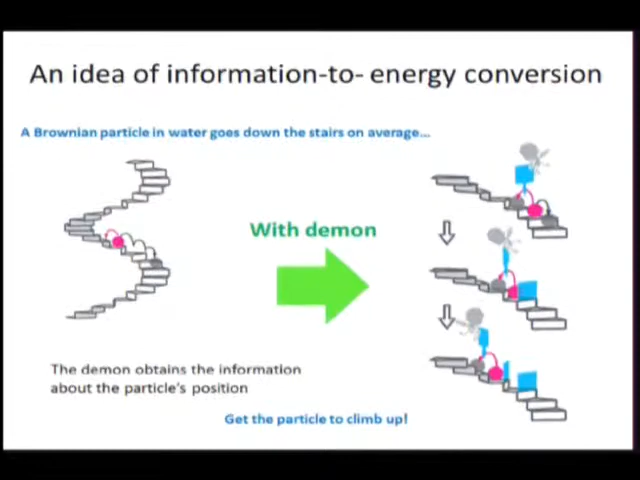 An idea of information-to- energy conversion
A Brownian particle in water goes down the stairs on average...
With demon
The demon obtains the information
about the particle's position
Get the particle to climb up!